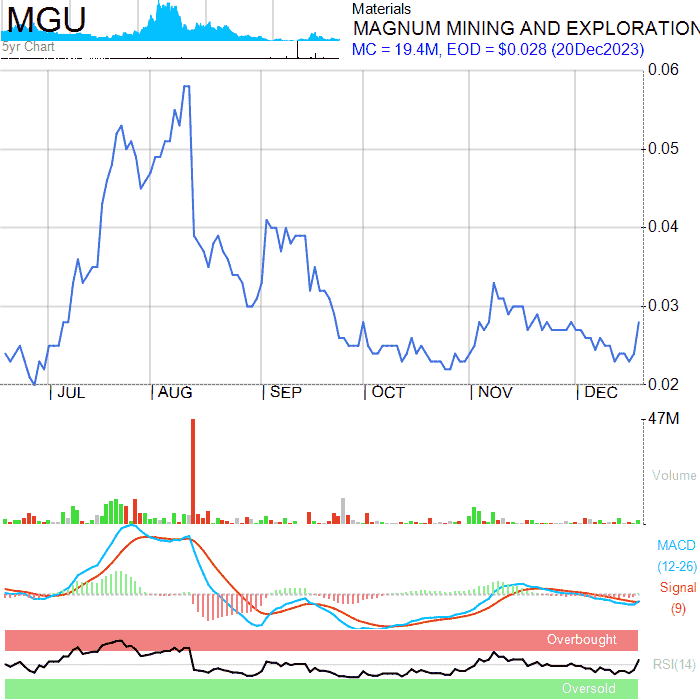 MGU
5yr Chart
Materials
MAGNUM MINING AND EXPLORATION
MC = 19.4M, EOD = $0.028 (20Dec2023)
0.06
0.05
0.04
0.03
0.02
JUL
AUG
SEP
OCT
NOV
DEC
47M
Volume
MACD
(12-26)
Signal
(9)
Overbought
RSI(14)
Oversold